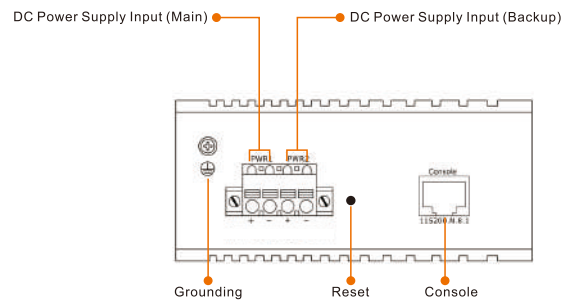 DC Power Supply Input (Main)
DC Power Supply Input (Backup)
PWR1 PWR2
Console
+ - + -
115200.N.8.1
Grounding
Reset
Console